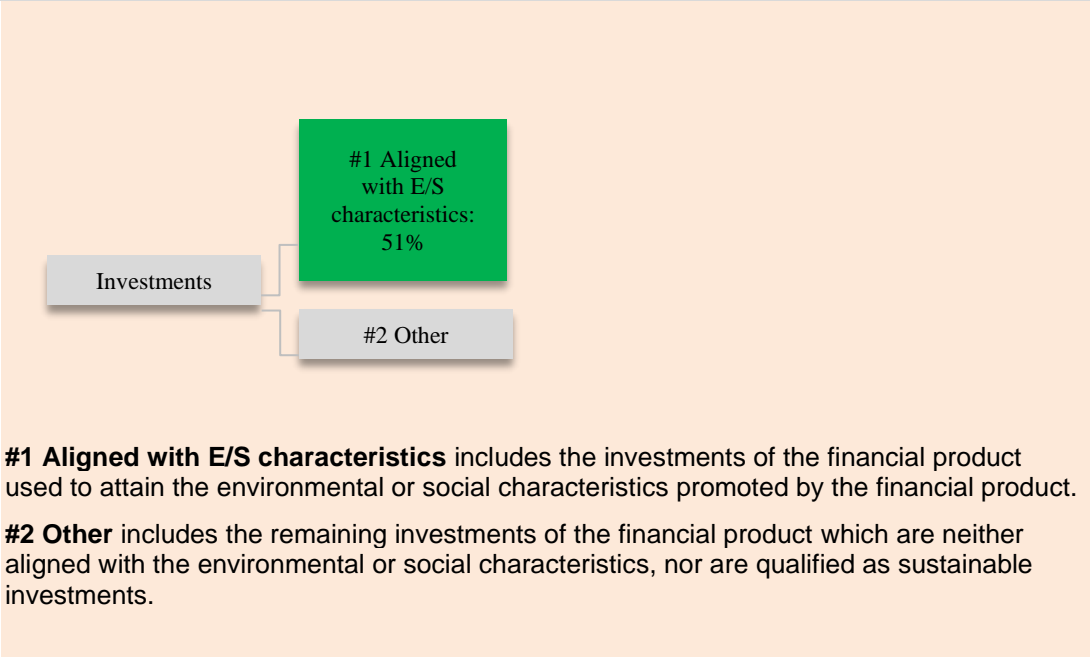 #1 Aligned
with E/S
characteristics:
51%
Investments
#2 Other
#1 Aligned with E/S characteristics includes the investments of the financial product
used to attain the environmental or social characteristics promoted by the financial product.
#2 Other includes the remaining investments of the financial product which are neither
aligned with the environmental or social characteristics, nor are qualified as sustainable
investments.